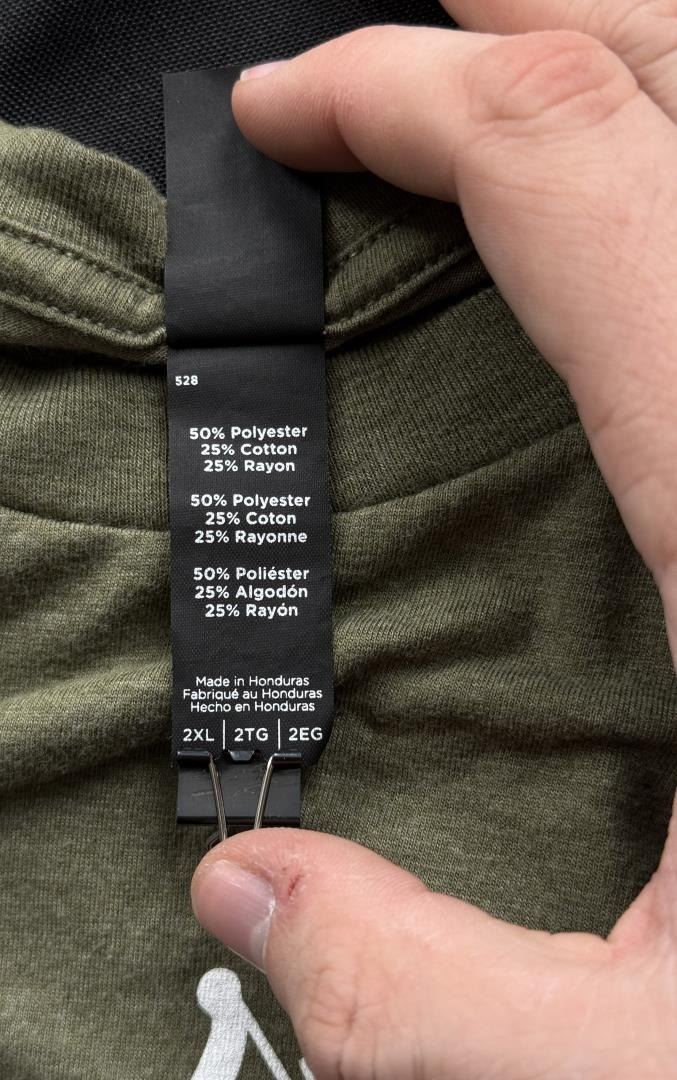 528
50% Polyester
25% Cotton
25% Rayon
50% Polyester
25% Coton
25% Rayonne
50% Poliéster
25% Algodón
25% Rayón
Made in Honduras
Fabriqué au Honduras
Hecho en Honduras
2XL | 2TG | 2EG